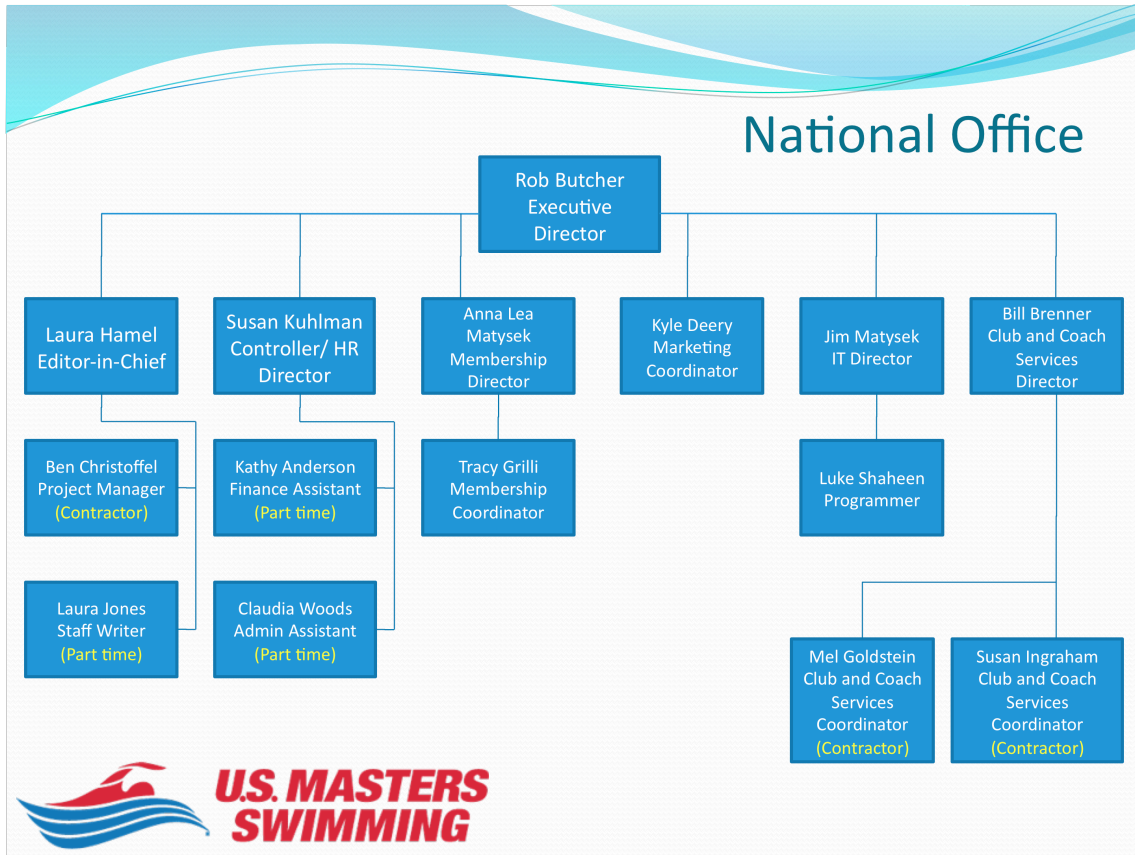 National Office
Rob Butcher
Executive
Director
Laura Hamel
Editor-in-Chief
Susan Kuhlman
Controller/ HR
Director
Anna Lea
Matysek
Membership
Director
Kyle Deery
Marketing
Coordinator
Jim Matysek
IT Director
Bill Brenner
Club and Coach
Services
Director
Ben Christoffel
Project Manager
(Contractor)
Kathy Anderson
Finance Assistant
(Part time)
Tracy Grilli
Membership
Coordinator
Luke Shaheen
Programmer
Laura Jones
Staff Writer
(Part time)
Claudia Woods
Admin Assistant
(Part time)
Mel Goldstein
Club and Coach
Services
Coordinator
(Contractor)
Susan Ingraham
Club and Coach
Services
Coordinator
(Contractor)
U.S. MASTERS
SWIMMING